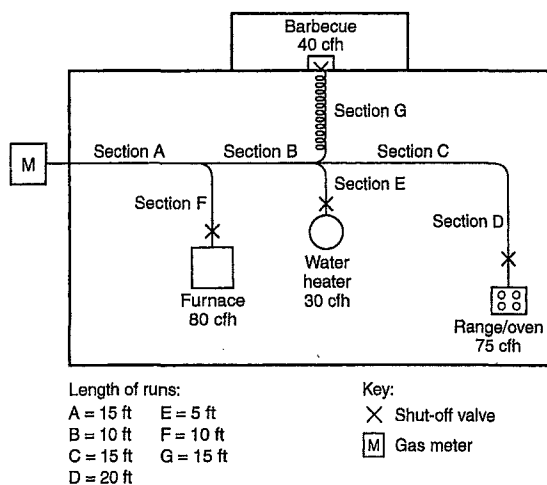 Barbecue
40 cfh
Section G
M
Section A
Section B
Section C
Section E
Section F
Section D
Furnace
80 cfh
Water
heater
30 cfh
Range/oven
75 cfh
Length of runs:
A = 15 ft E = 5 ft
B = 10 ft F = 10 ft
C = 15 ft G = 15 ft
D = 20 ft
Key:
Shut-off valve
M Gas meter